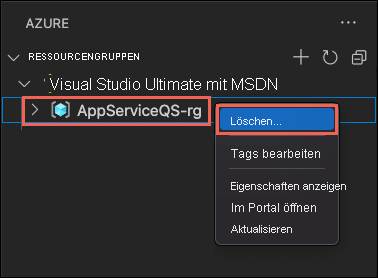 AZURE
RESSOURCENGRUPPEN
Visual Studio Ultimate mit MSDN
AppServiceQS-rg
Löschen...
Tags bearbeiten
Eigenschaften anzeigen
Im Portal öffnen
Aktualisieren